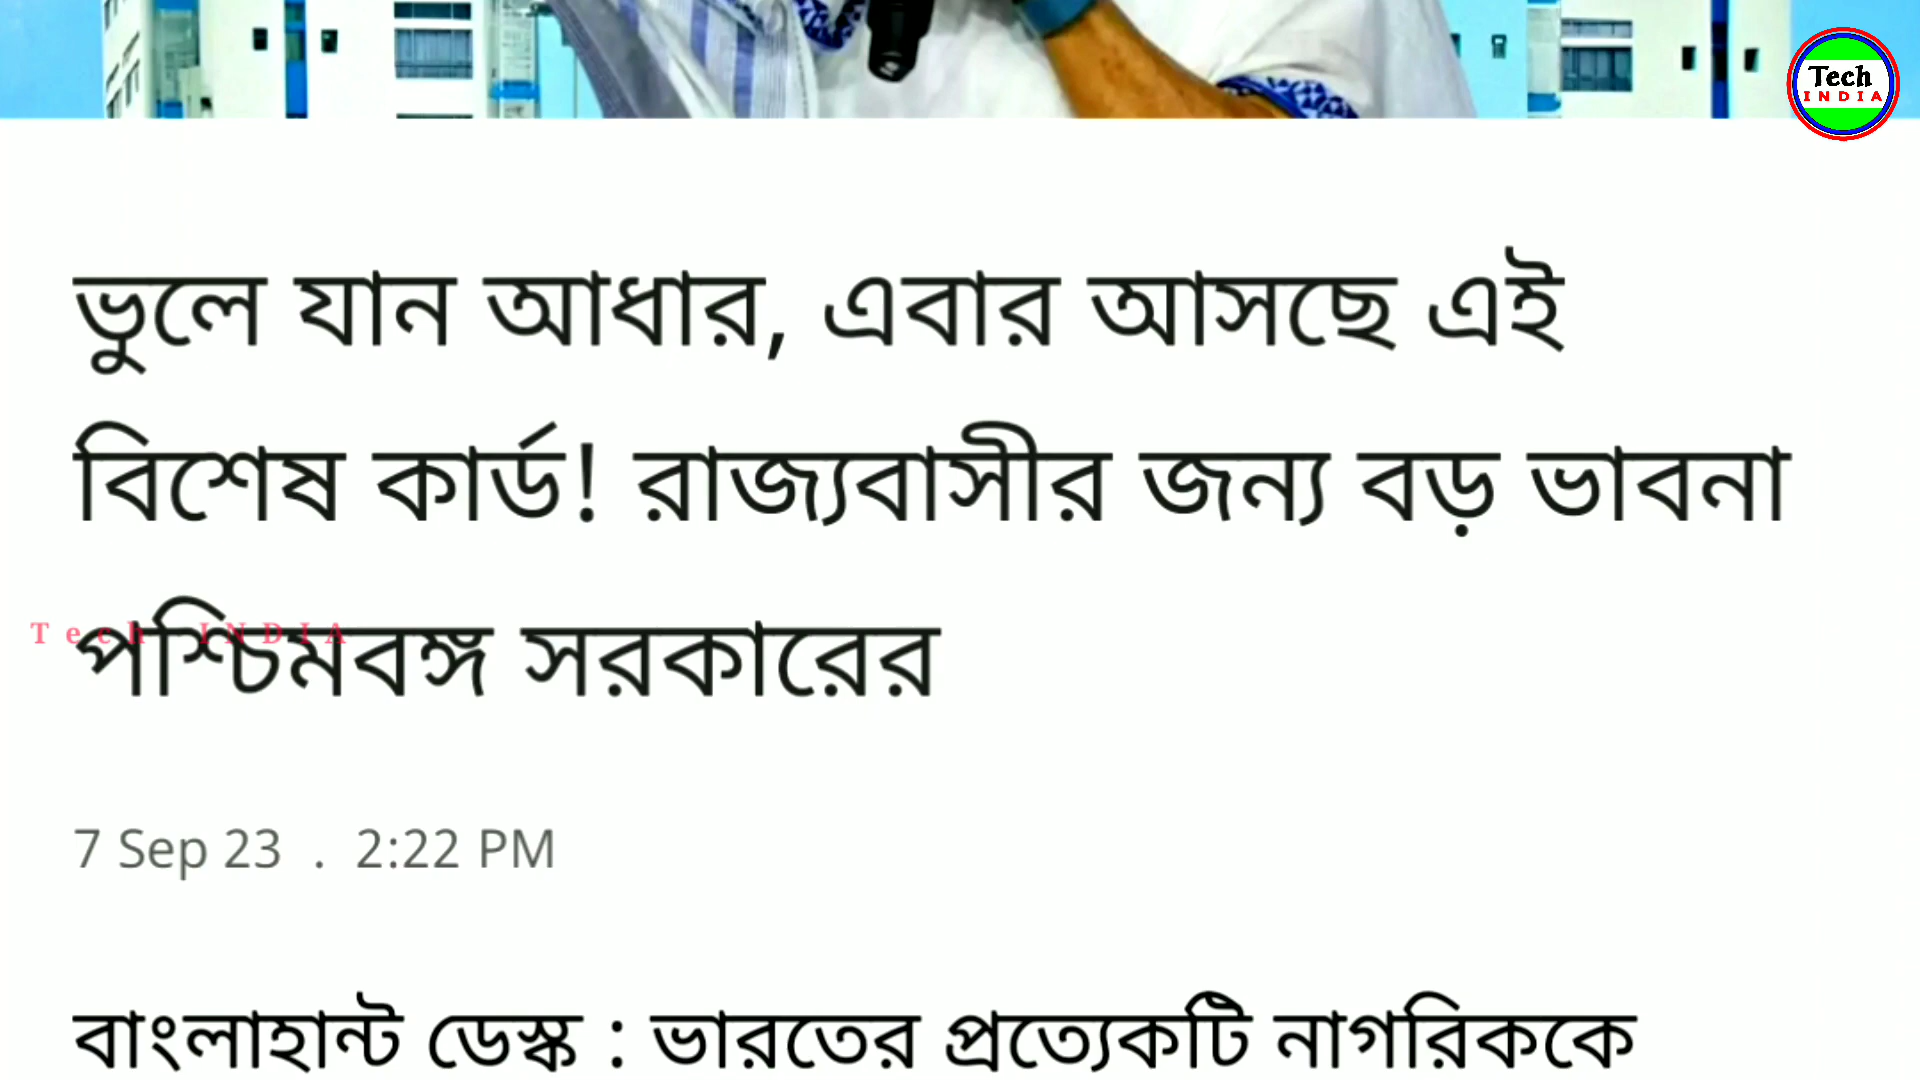 Tech
INDIA
ভুলে যান আধার, এবার আসছে এই
বিশেষ কার্ড! রাজ্যবাসীর জন্য বড় ভাবনা
Tech INDIA
পশ্চিমবঙ্গ সরকারের
7 Sep 23 . 2:22 PM
বাংলাহান্ট ডেস্ক : ভারতের প্রত্যেকটি নাগরিককে